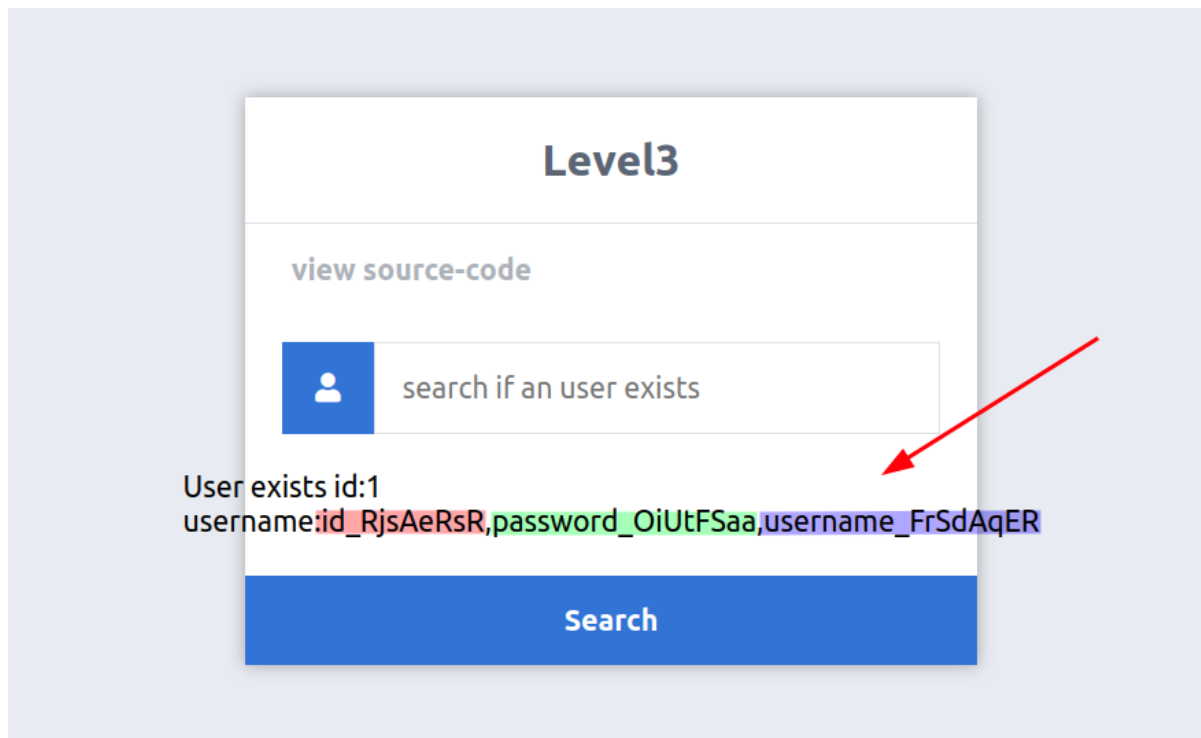 Level3
view source-code
search if an user exists
User exists id:1
username:id_RjsAeRsR,password_OiUtFSaa,username_FrSdAqER
Search